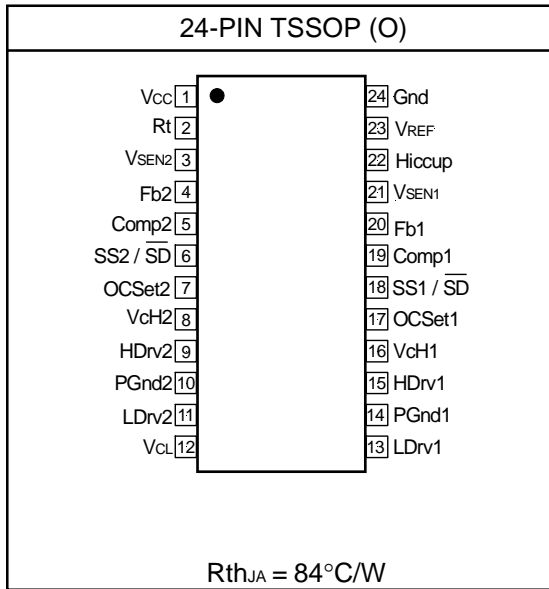 24-PIN TSSOP (O)
Vcc 1 24 Gnd
Rt 2 23 VREF
VSEN2 3 22 Hiccup
Fb2 4 21 VSEN1
Comp2 5 20 Fb1
SS2 / SD 6 19 Comp1
OCSet2 7 18 SS1 / SD
VcH2 8 17 OCSet1
HDrv2 9 16 VcH1
PGnd2 10 15 HDrv1
LDrv2 11 14 PGnd1
VCL 12 13 LDrv1
RthJA = 84°C/W